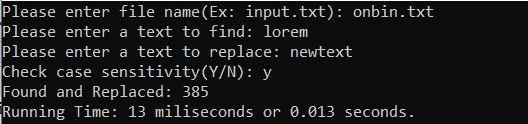 Please enter file name(Ex: input.txt): onbin.txt
Please enter a text to find: lorem
Please enter a text to replace: newtext
Check case sensitivity(Y/N): y
Found and Replaced: 385
Running Time: 13 miliseconds or 0.013 seconds.